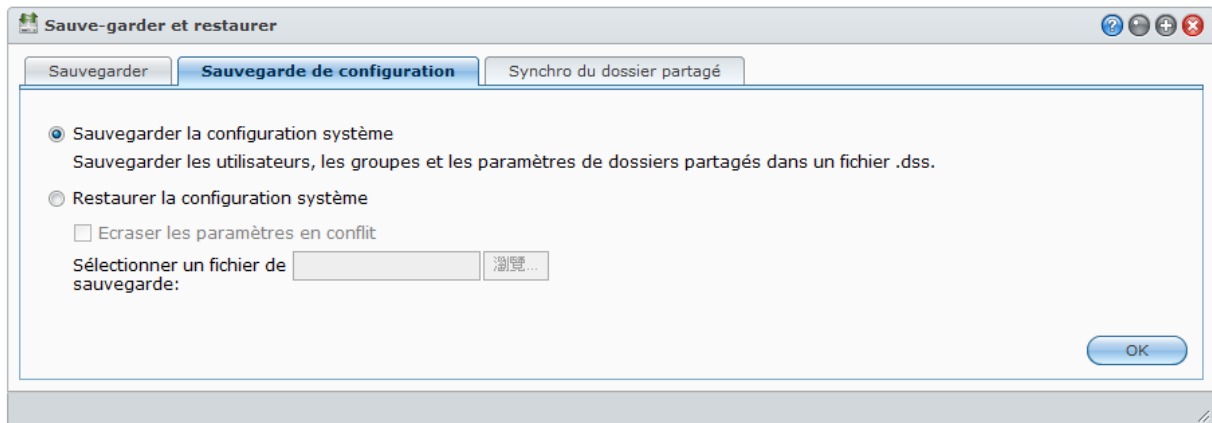 Sauve-garder et restaurer
Sauvegarder
Sauvegarde de configuration
Synchro du dossier partagé
Sauvegarder la configuration système
Sauvegarder les utilisateurs, les groupes et les paramètres de dossiers partagés dans un fichier .dss.
Restaurer la configuration système
Ecraser les paramètres en conflit
Sélectionner un fichier de
sauvegarde:
瀏覽...
OK